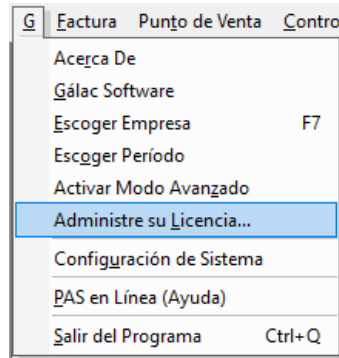 G Factura Punto de Venta Contro
Acerca De
Gálac Software
Escoger Empresa F7
Escoger Período
Activar Modo Avanzado
Administre su Licencia...
Configuración de Sistema
PAS en Línea (Ayuda)
Salir del Programa Ctrl+Q